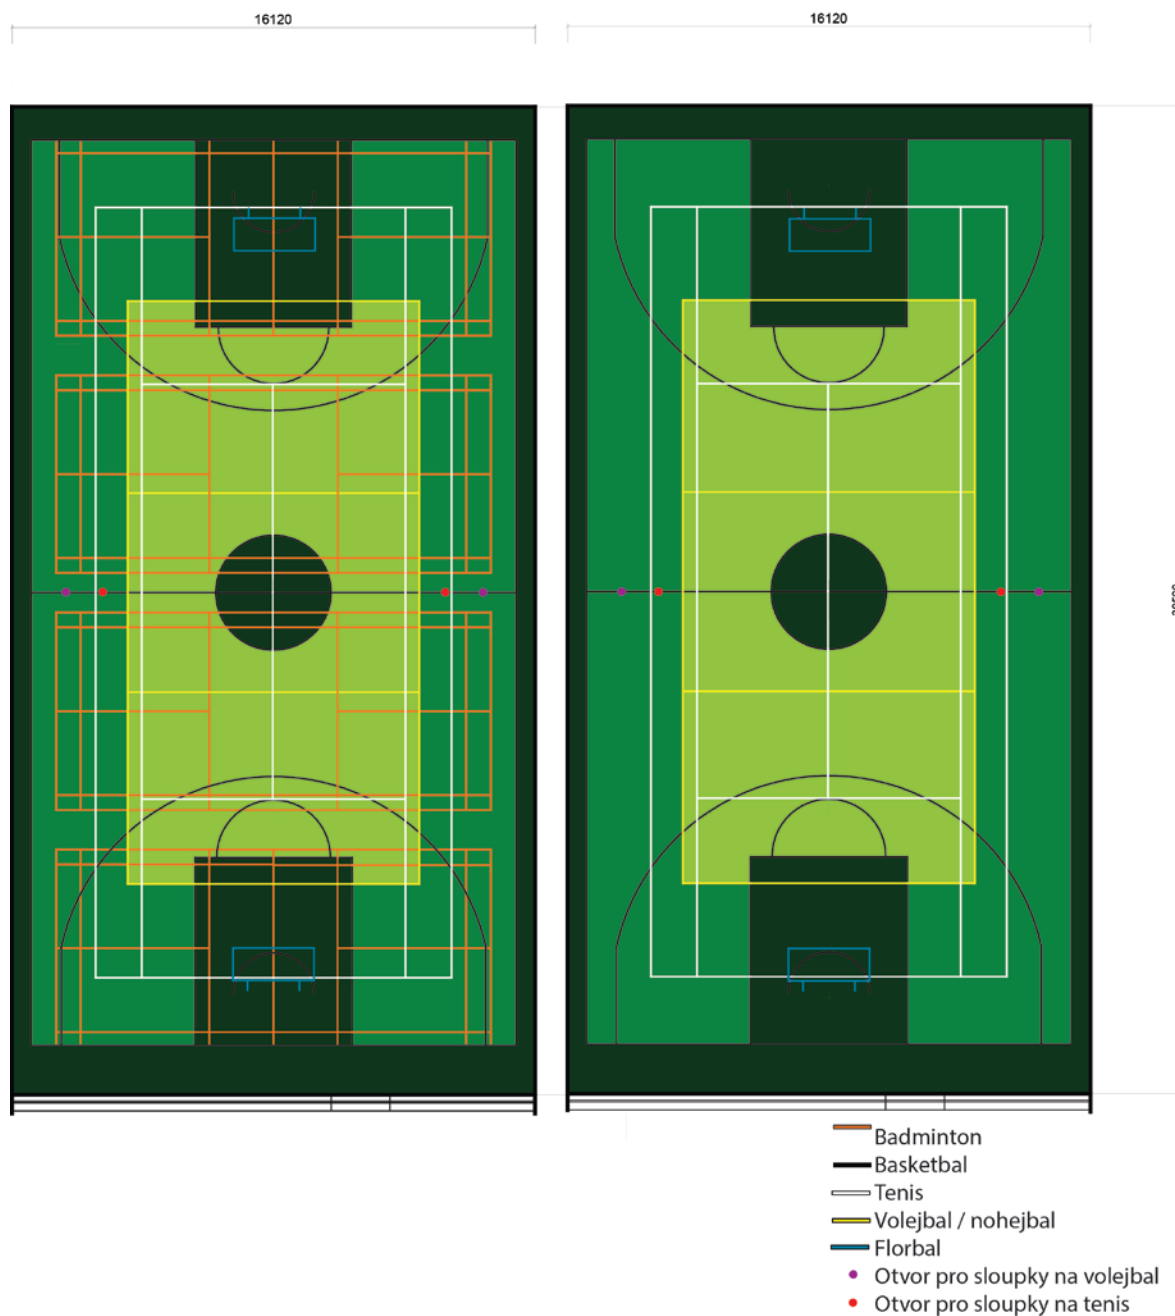 16120
16120
Badminton
Basketbal
Tenis
Volejbal / nohejbal
Florbal
Otvor pro sloupky na volejbal
Otvor pro sloupky na tenis